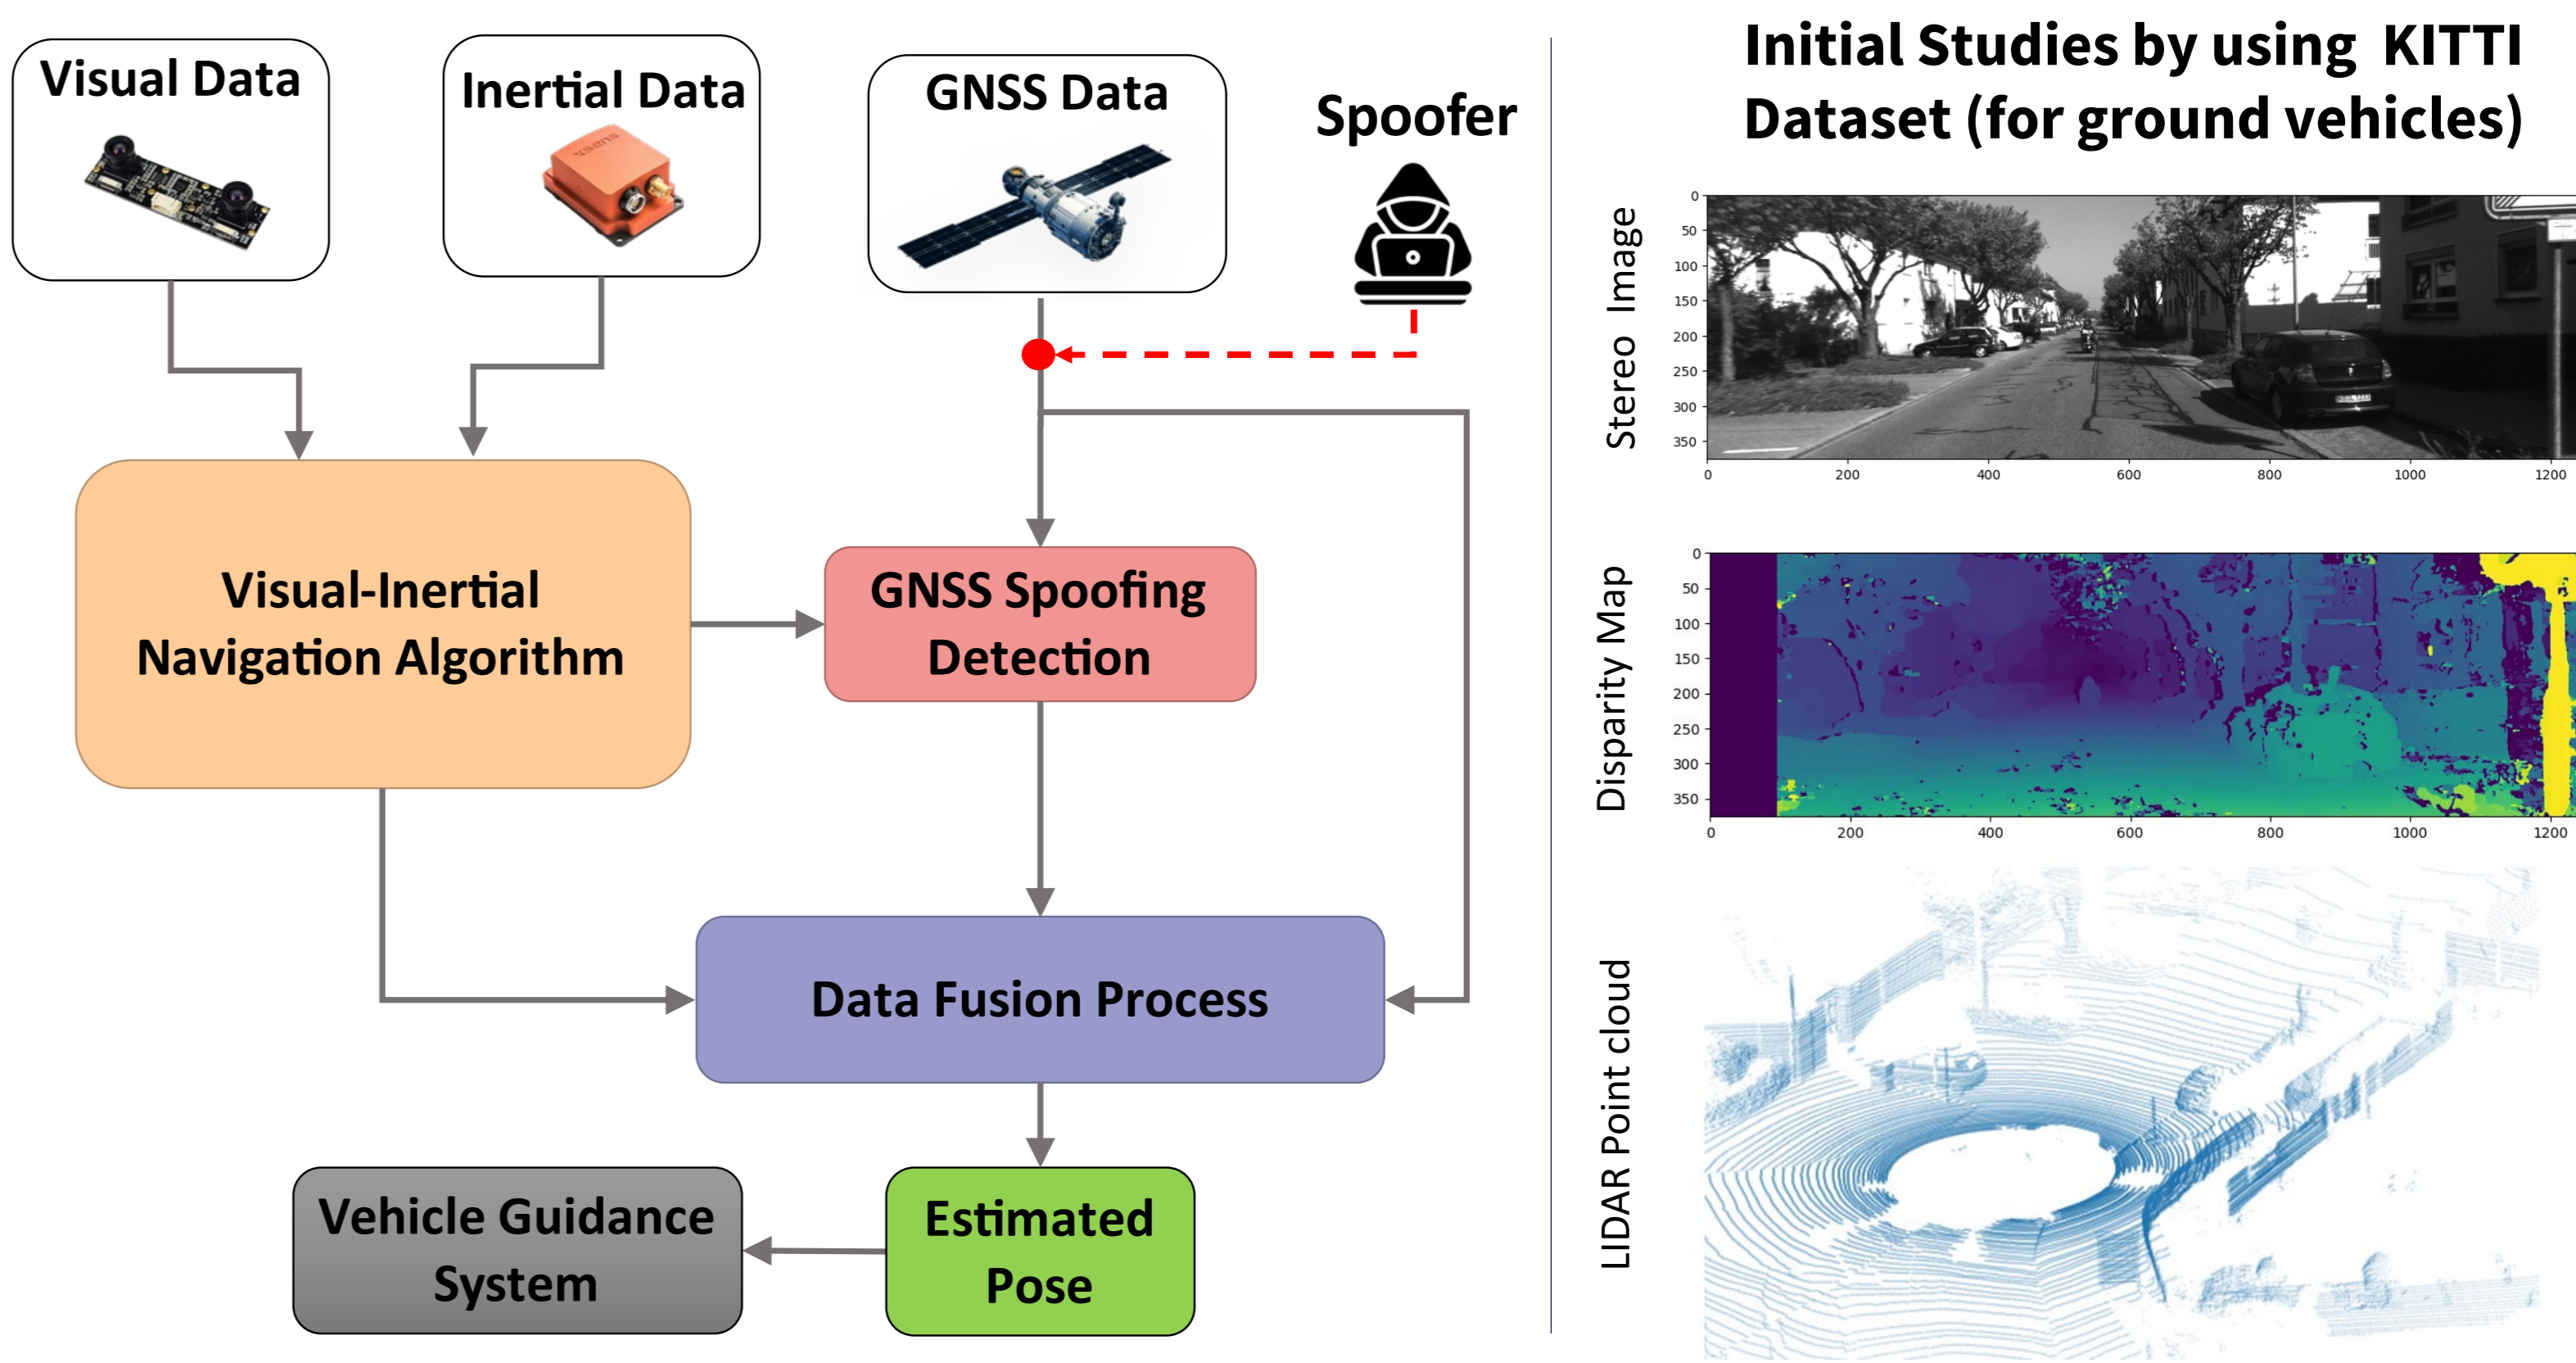 Visual Data
Inertial Data
GNSS Data
Spoofer
Visual-Inertial
Navigation Algorithm
GNSS Spoofing
Detection
Data Fusion Process
Vehicle Guidance
System
Estimated
Pose
Initial Studies by using KITTI
Dataset (for ground vehicles)
Stereo Image
0
50
100
150
200
250
300
350
0 200 400 600 800 1000 1200
Disparity Map
0
50
100
150
200
250
300
350
0 200 400 600 800 1000 1200
LIDAR Point cloud